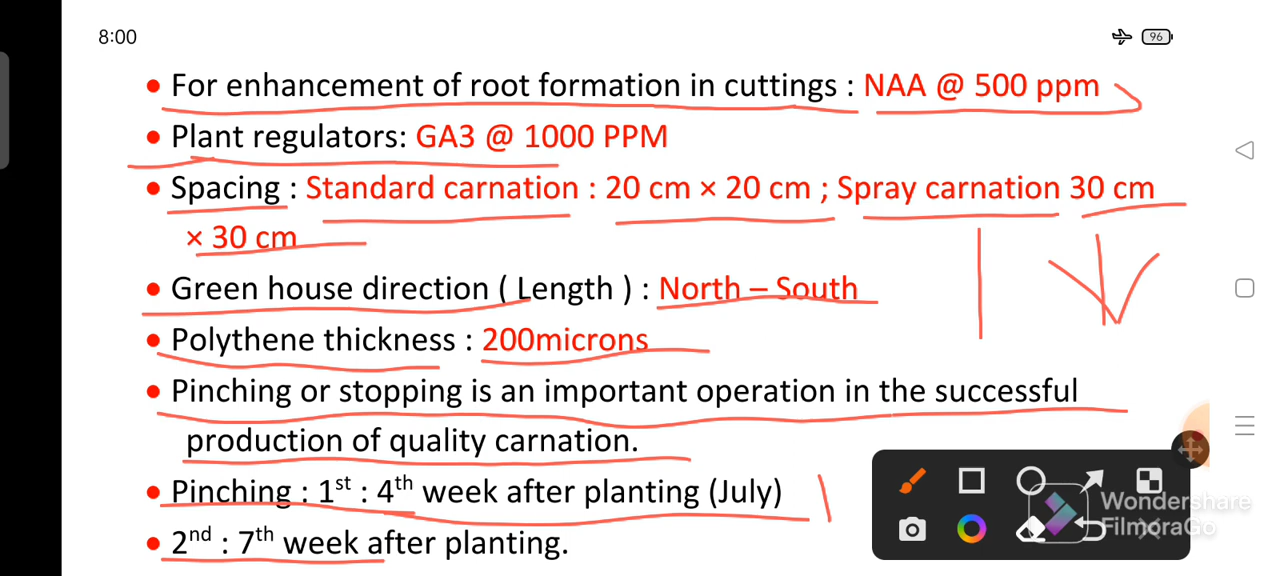 8:00
96
• For enhancement of root formation in cuttings : NAA @ 500 ppm
• Plant regulators: GA3 @ 1000 PPM
• Spacing : Standard carnation : 20 cm × 20 cm ; Spray carnation 30 cm
× 30 cm
• Green house direction ( Length ) : North – South
• Polythene thickness : 200microns
• Pinching or stopping is an important operation in the successful
production of quality carnation.
• Pinching : 1st : 4th week after planting (July)
• 2nd : 7th week after planting.
Wondershare
FilmoraGo